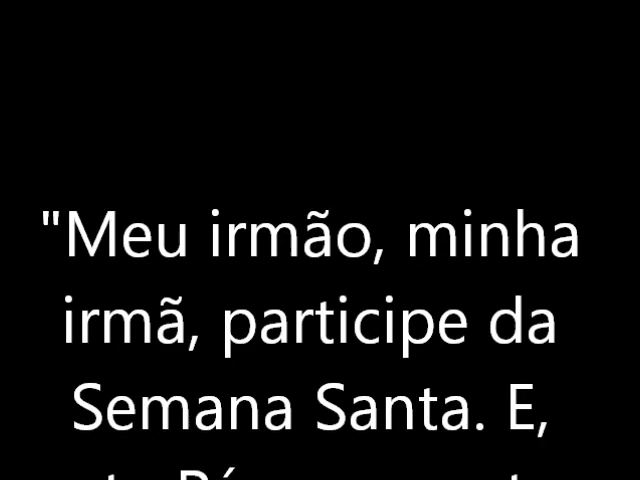 "Meu irmão, minha
irmã, participe da
Semana Santa. E,